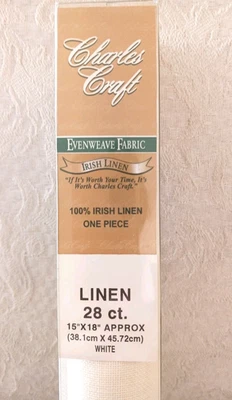 Charles
Craft
EVENWEAVE FABRIC
IRISH LINEN
"If It's Worth Your Time, It's
Worth Charles Craft."
100% IRISH LINEN
ONE PIECE
LINEN
28 ct.
15"X18" APPROX
(38.1cm X 45.72cm)
WHITE